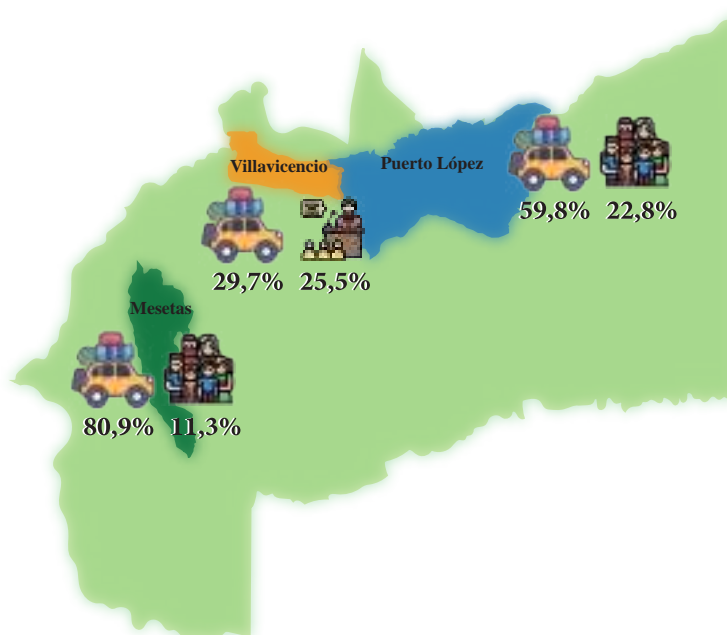 Villavicencio
Puerto López
59,8% 22,8%
29,7% 25,5%
Mesetas
80,9% 11,3%